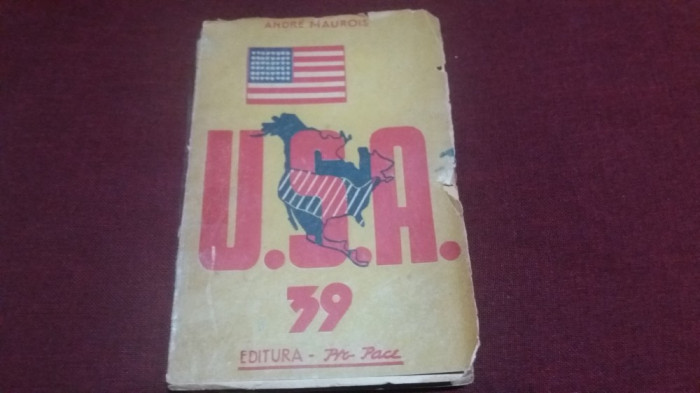 ANDRÉ MAUROIS
U.S.A.
39
EDITURA - Pro Pace